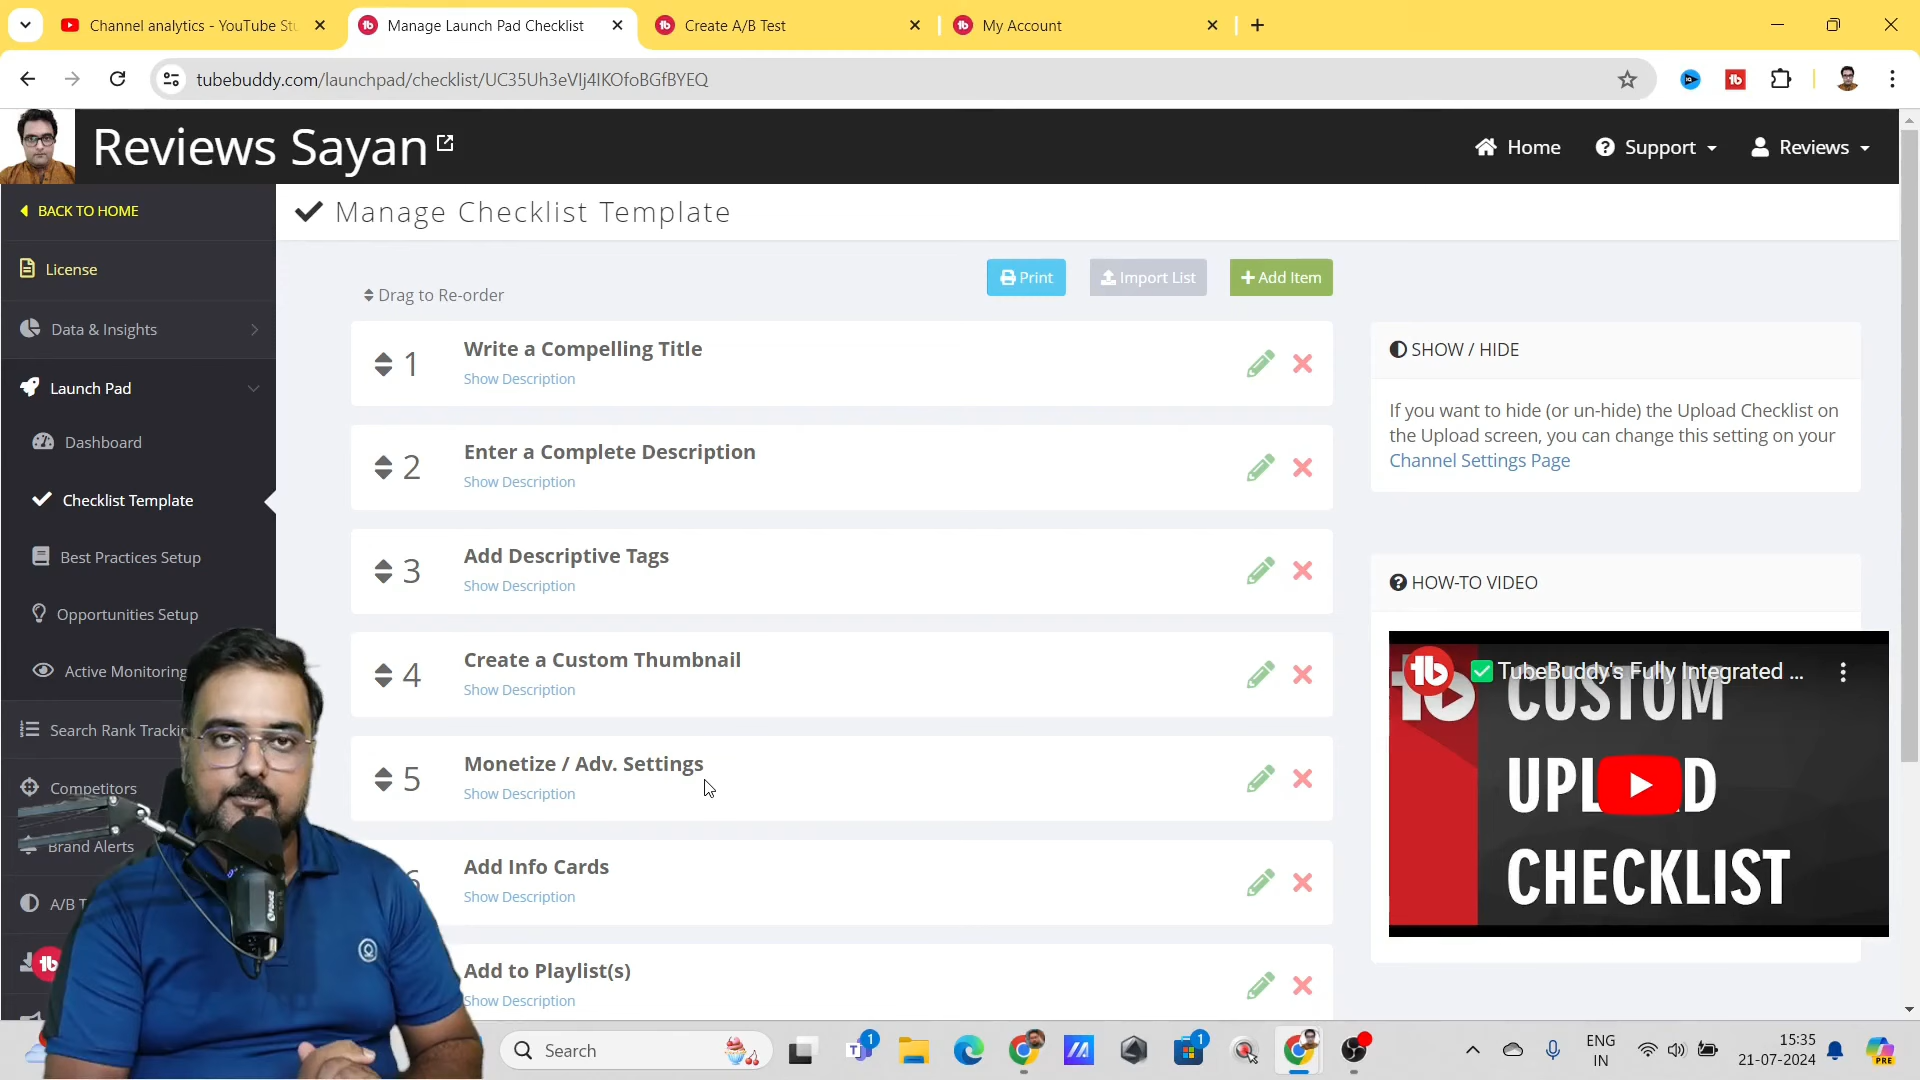 Channel analytics - YouTube Stu
Manage Launch Pad Checklist
Create A/B Test
My Account
tubebuddy.com/launchpad/checklist/UC35Uh3eVIj4IKOfoBGfBYEQ
Reviews Sayan
Home
Support
Reviews
BACK TO HOME
License
Data & Insights
Launch Pad
Dashboard
Checklist Template
Best Practices Setup
Opportunities Setup
Active Monitoring
Search Rank Trackin
Competitors
Brand Alerts
A/B T
Manage Checklist Template
Drag to Re-order
Print
Import List
Add Item
1 Write a Compelling Title
Show Description
2 Enter a Complete Description
Show Description
3 Add Descriptive Tags
Show Description
4 Create a Custom Thumbnail
Show Description
5 Monetize / Adv. Settings
Show Description
6 Add Info Cards
Show Description
Add to Playlist(s)
Show Description
SHOW / HIDE
If you want to hide (or un-hide) the Upload Checklist on
the Upload screen, you can change this setting on your
Channel Settings Page
HOW-TO VIDEO
TubeBuddy's Fully Integrated ...
CUSTOM
UPL D
CHECKLIST
Search
ENG
IN
15:35
21-07-2024